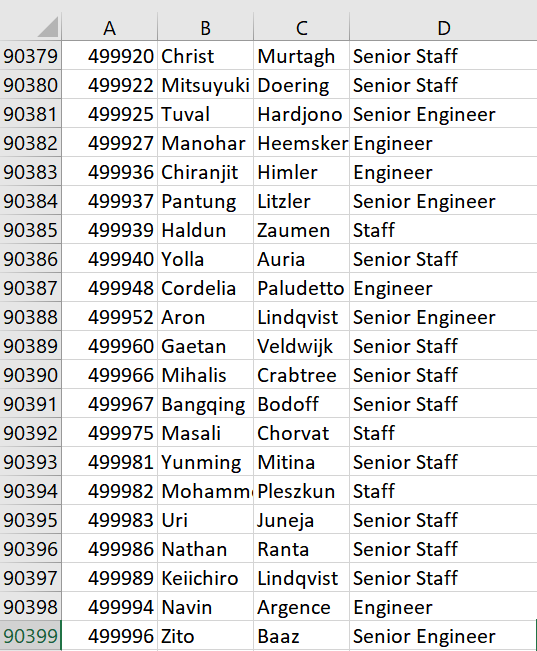 A B C D
90379 499920 Christ Murtagh Senior Staff
90380 499922 Mitsuyuki Doering Senior Staff
90381 499925 Tuval Hardjono Senior Engineer
90382 499927 Manohar Heemsker Engineer
90383 499936 Chiranjit Himler Engineer
90384 499937 Pantung Litzler Senior Engineer
90385 499939 Haldun Zaumen Staff
90386 499940 Yolla Auria Senior Staff
90387 499948 Cordelia Paludetto Engineer
90388 499952 Aron Lindqvist Senior Engineer
90389 499960 Gaetan Veldwijk Senior Staff
90390 499966 Mihalis Crabtree Senior Staff
90391 499967 Bangqing Bodoff Senior Staff
90392 499975 Masali Chorvat Staff
90393 499981 Yunming Mitina Senior Staff
90394 499982 Mohamm Pleszkun Staff
90395 499983 Uri Juneja Senior Staff
90396 499986 Nathan Ranta Senior Staff
90397 499989 Keiichiro Lindqvist Senior Staff
90398 499994 Navin Argence Engineer
90399 499996 Zito Baaz Senior Engineer